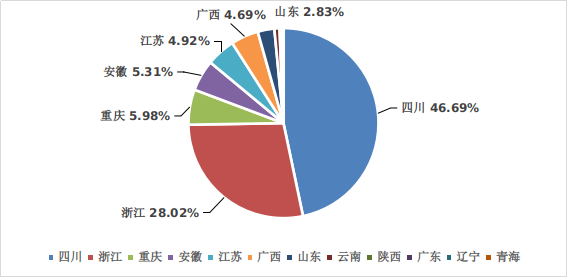 广西 4.69%
山东 2.83%
江苏 4.92%
安徽 5.31%
重庆 5.98%
四川 46.69%
浙江 28.02%
四川 浙江 重庆 安徽 江苏 广西 山东 云南 陕西 广东 辽宁 青海